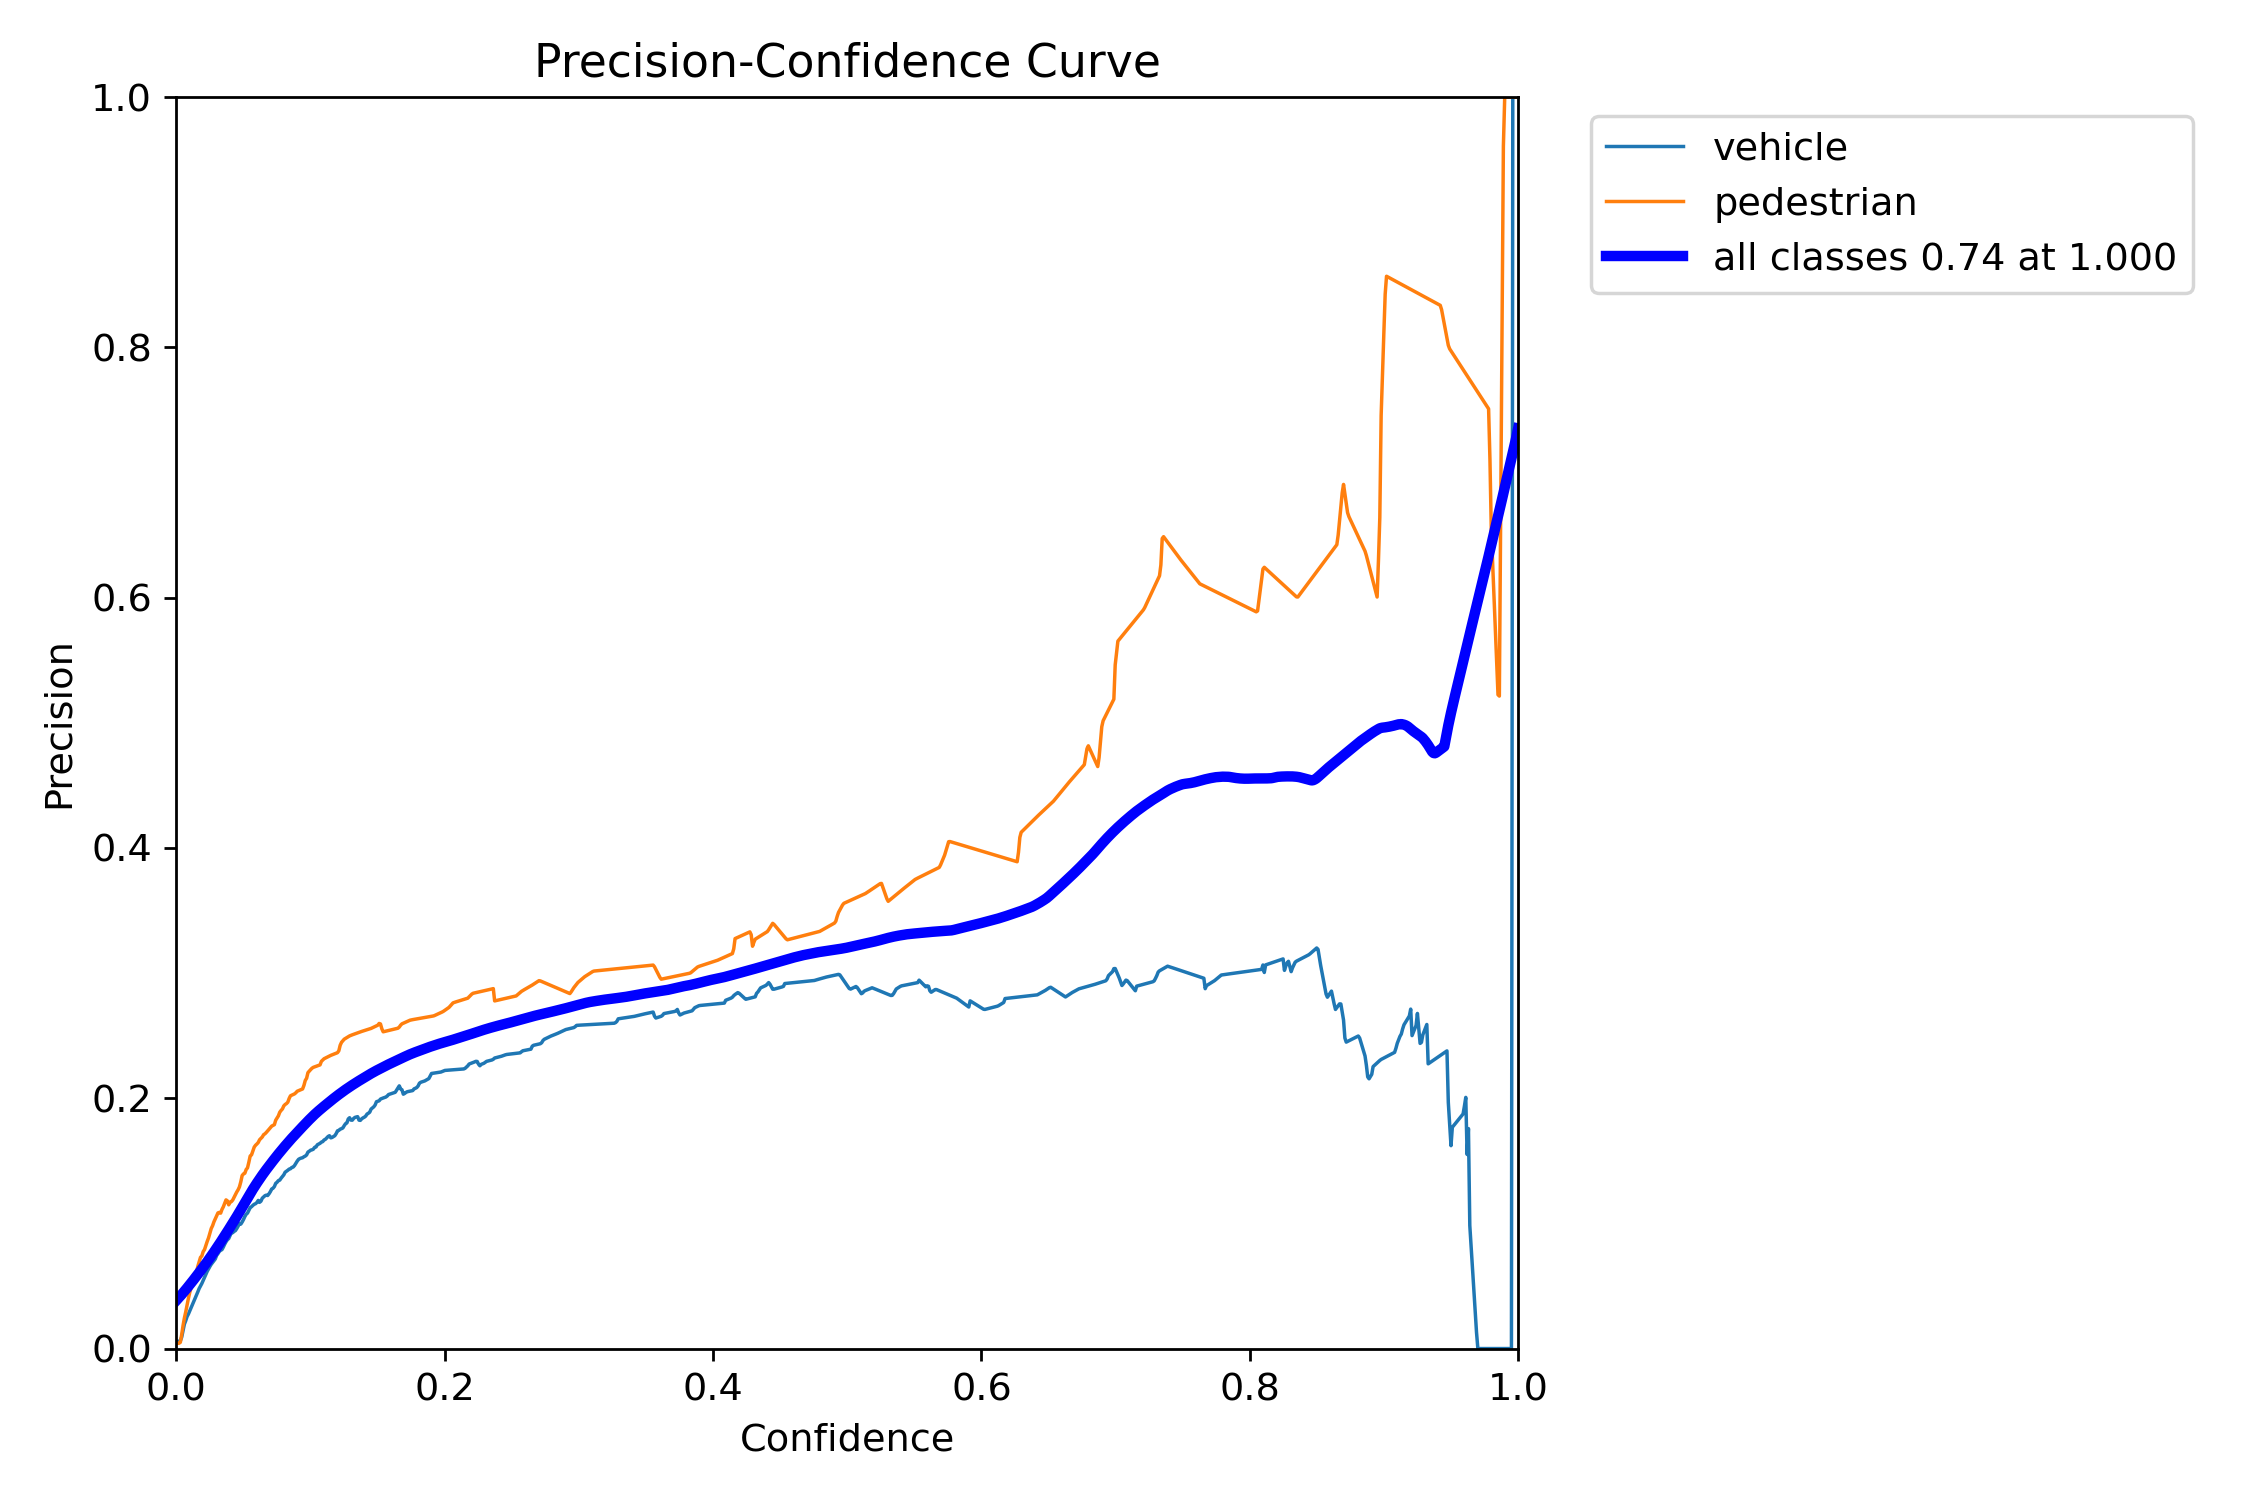 Precision-Confidence Curve
1.0
0.8
0.6
0.4
0.2
0.0
Precision
0.0 0.2 0.4 0.6 0.8 1.0
Confidence
vehicle
pedestrian
all classes 0.74 at 1.000